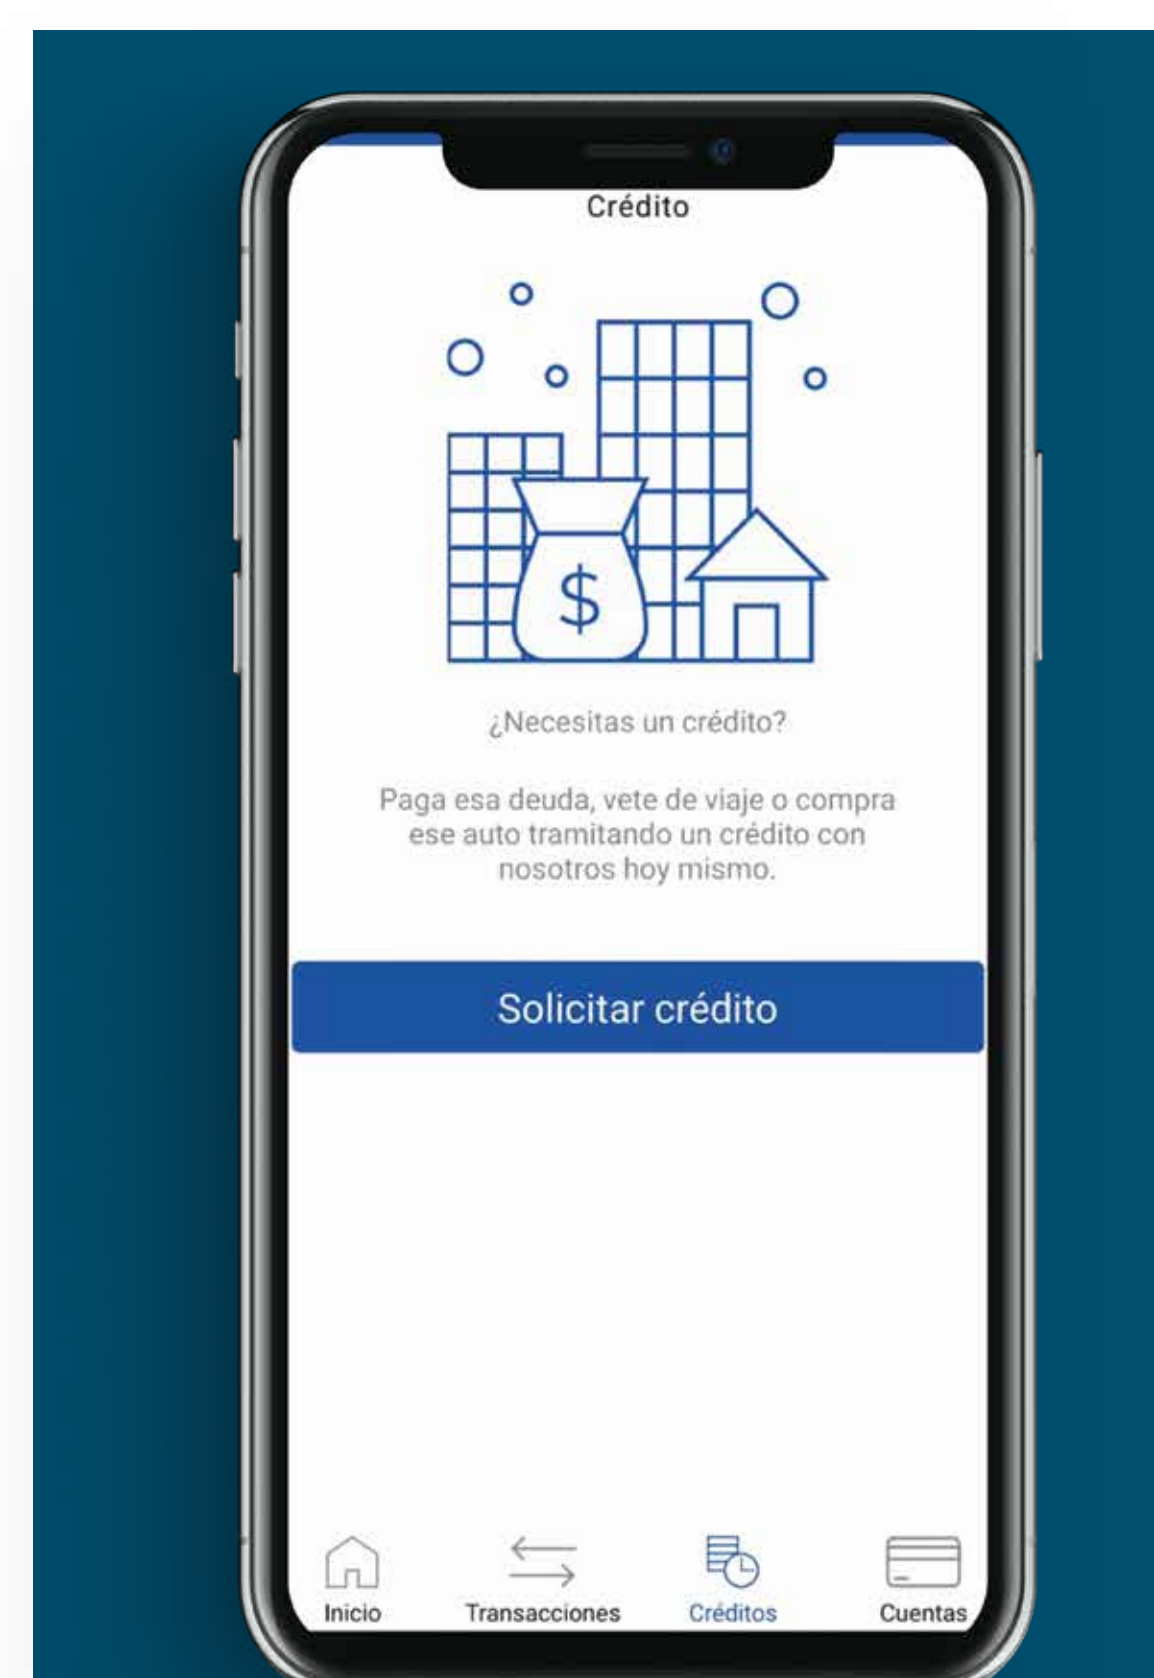 Crédito
$
¿Necesitas un crédito?
Paga esa deuda, vete de viaje o compra
ese auto tramitando un crédito con
nosotros hoy mismo.
Solicitar crédito
Inicio
Transacciones
Créditos
Cuentas